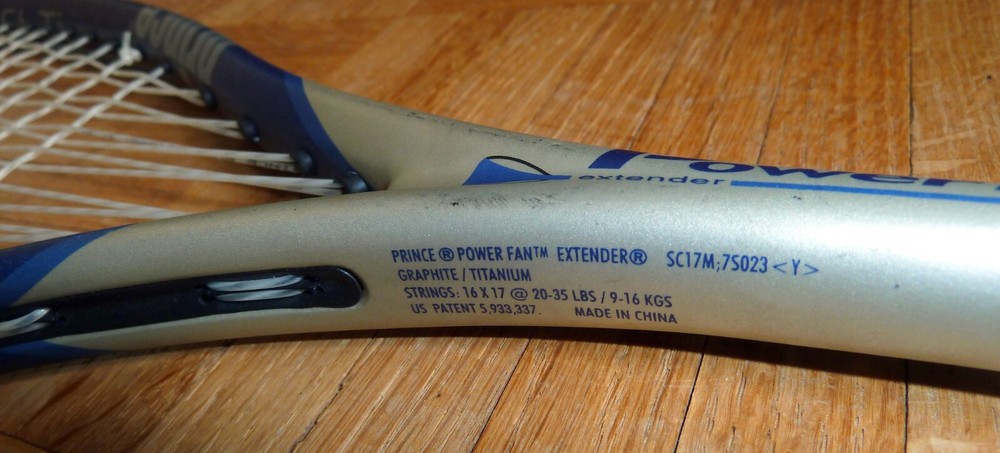 Power
extender
PRINCE ® POWER FAN™ EXTENDER® SC17M;7S023 <Y>
GRAPHITE / TITANIUM
STRINGS: 16 X 17 @ 20-35 LBS / 9-16 KGS
US PATENT 5,933,337. MADE IN CHINA